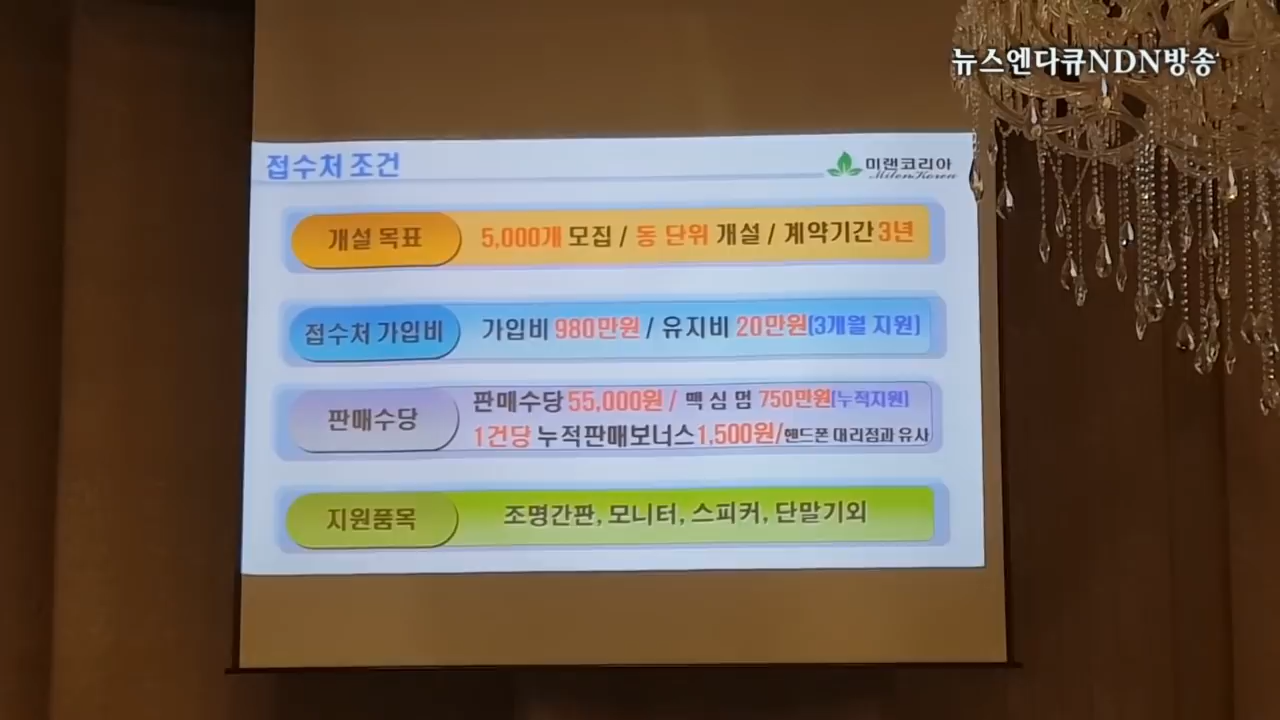 뉴스엔다큐NDN방송
접수처 조건
미랜코리아
MilenKorea
개설 목표
5,000개 모집 / 동 단위 개설 / 계약기간 3년
접수처 가입비
가입비 980만원 / 유지비 20만원(3개월 지원)
판매수당
판매수당 55,000원 / 맥 심 멈 750만원(누적지원)
1건당 누적판매보너스1,500원/핸드폰 대리점과 유사
지원품목
조명간판, 모니터, 스피커, 단말기외